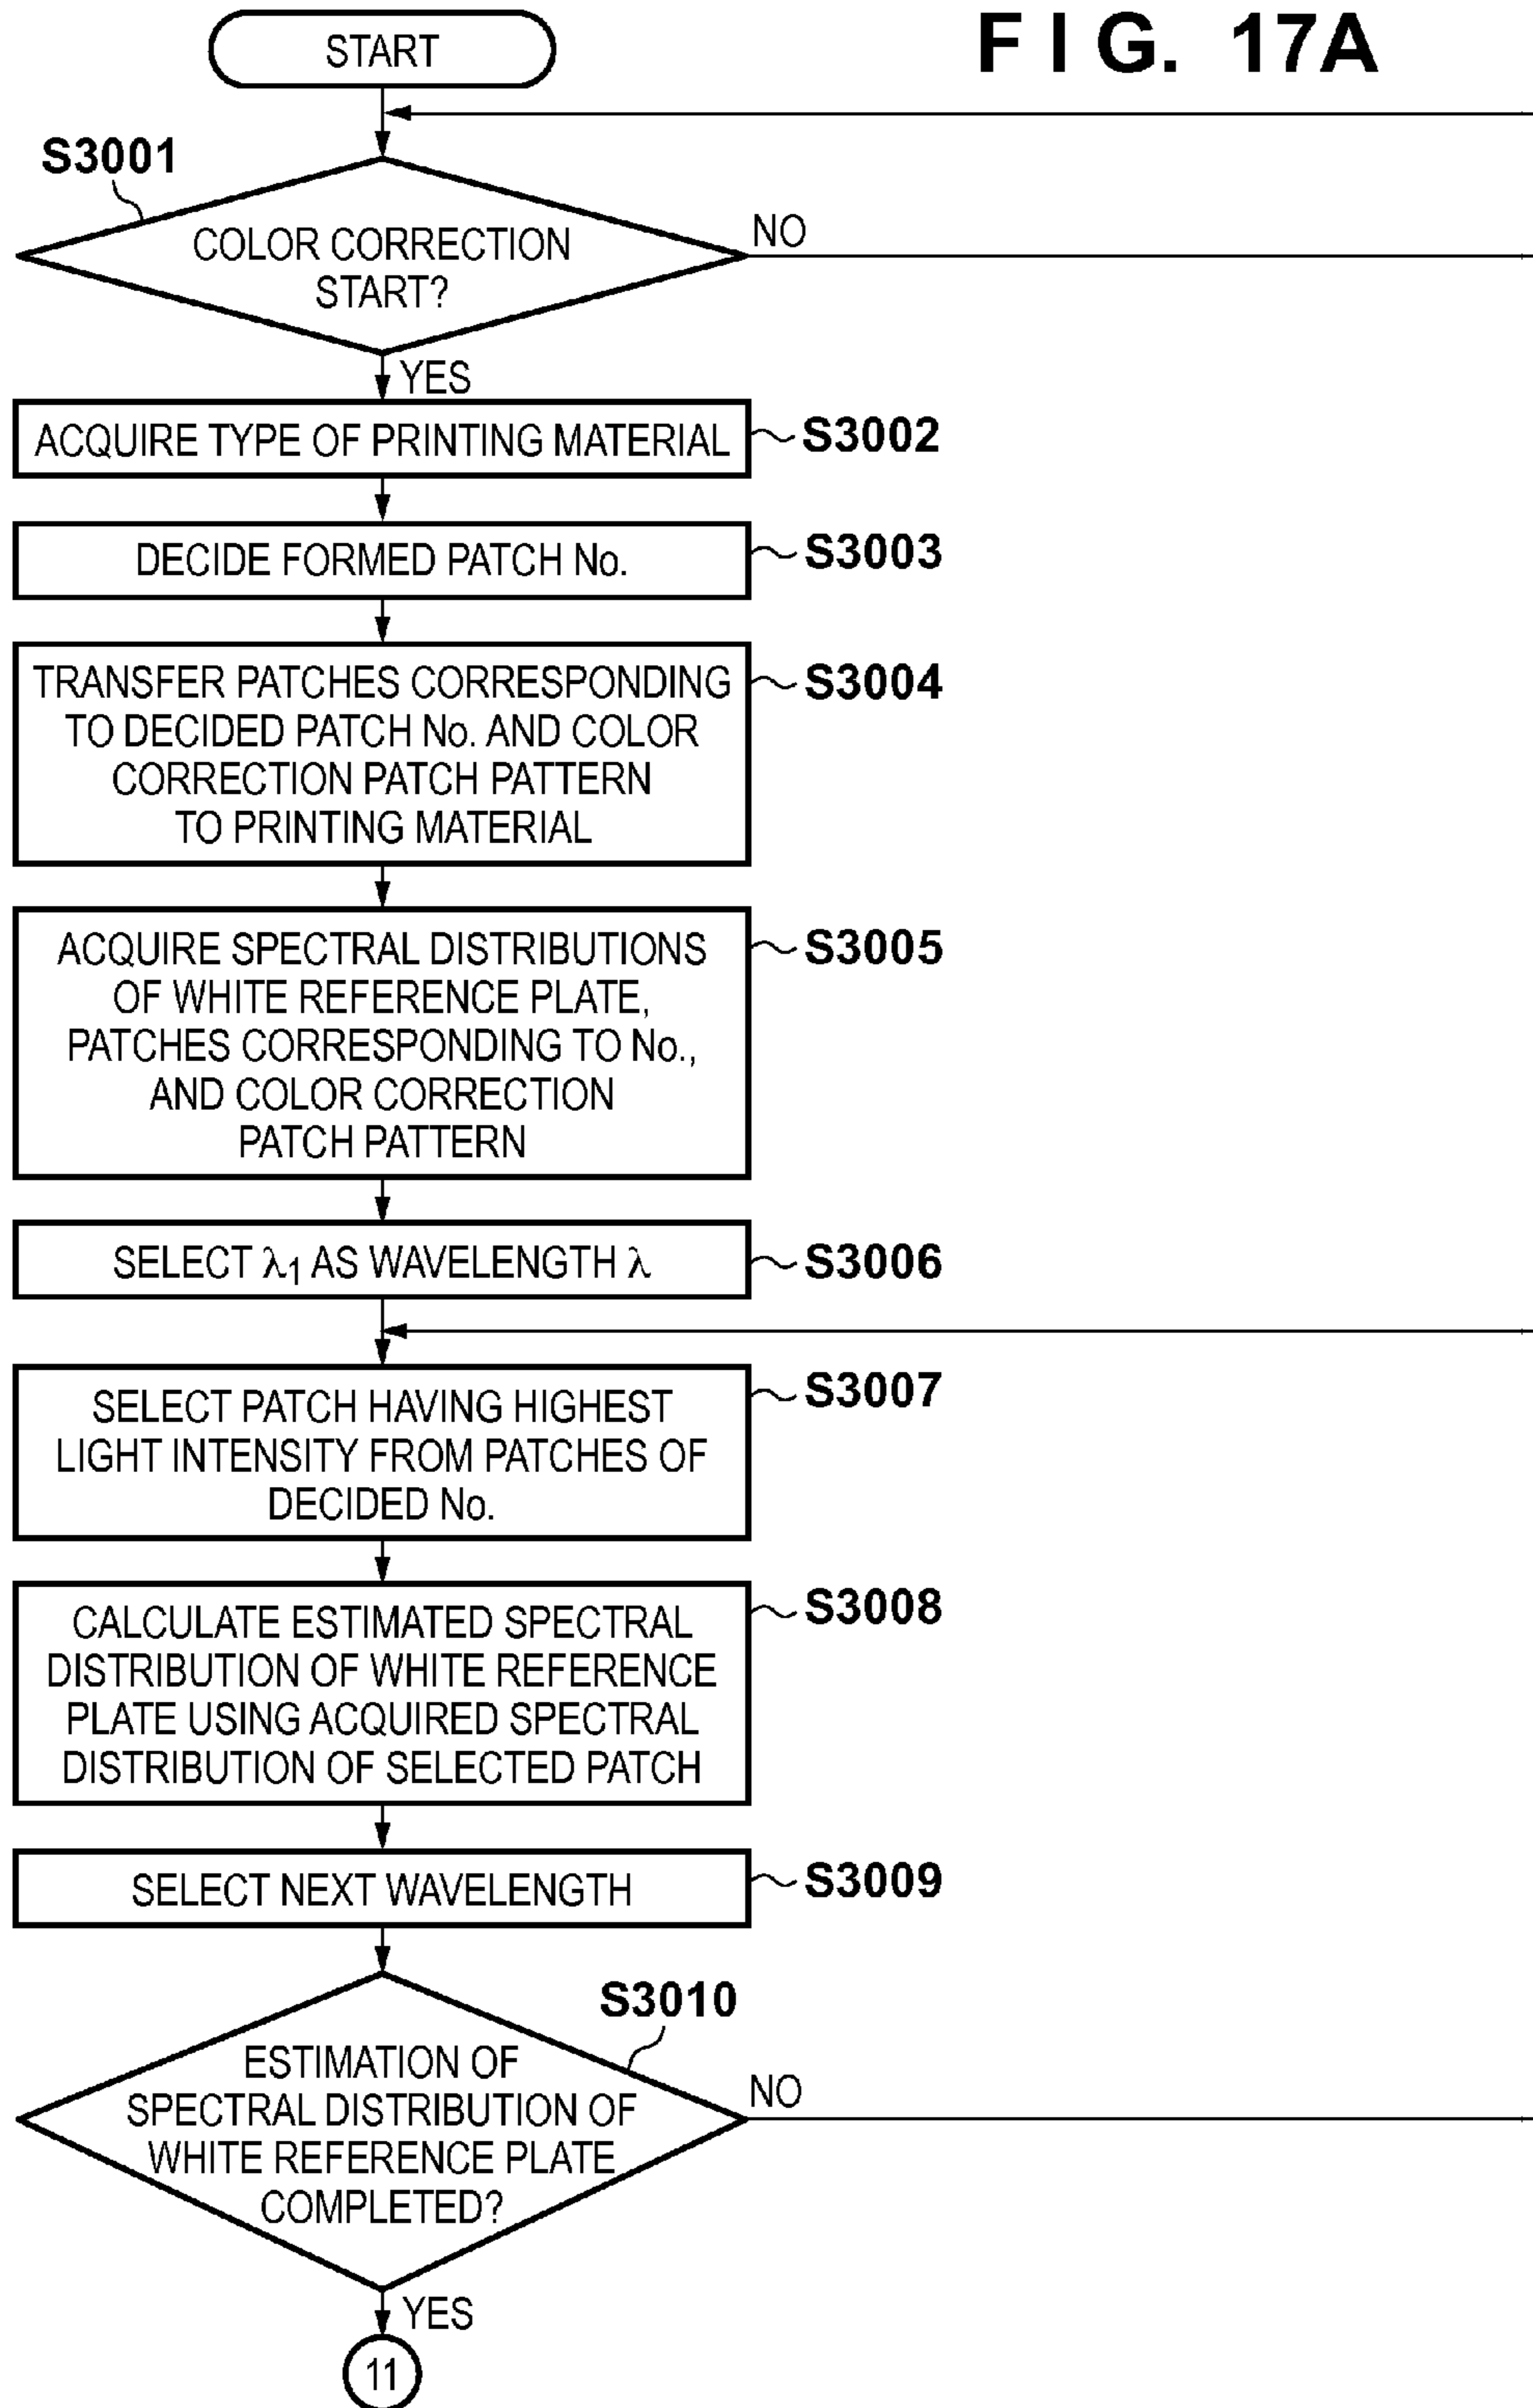 F I G. 17A
START
S3001
COLOR CORRECTION
START?
NO
YES
ACQUIRE TYPE OF PRINTING MATERIAL
S3002
DECIDE FORMED PATCH No.
S3003
TRANSFER PATCHES CORRESPONDING
TO DECIDED PATCH No. AND COLOR
CORRECTION PATCH PATTERN
TO PRINTING MATERIAL
S3004
ACQUIRE SPECTRAL DISTRIBUTIONS
OF WHITE REFERENCE PLATE,
PATCHES CORRESPONDING TO No.,
AND COLOR CORRECTION
PATCH PATTERN
S3005
SELECT λ1 AS WAVELENGTH λ
S3006
SELECT PATCH HAVING HIGHEST
LIGHT INTENSITY FROM PATCHES OF
DECIDED No.
S3007
CALCULATE ESTIMATED SPECTRAL
DISTRIBUTION OF WHITE REFERENCE
PLATE USING ACQUIRED SPECTRAL
DISTRIBUTION OF SELECTED PATCH
S3008
SELECT NEXT WAVELENGTH
S3009
S3010
ESTIMATION OF
SPECTRAL DISTRIBUTION OF
WHITE REFERENCE PLATE
COMPLETED?
NO
YES
11